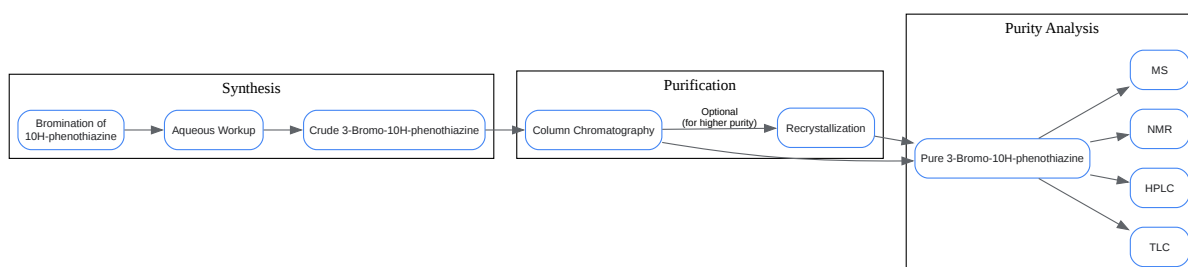 Synthesis
Bromination of
10H-phenothiazine
Aqueous Workup
Crude 3-Bromo-10H-phenothiazine
Purification
Column Chromatography
Optional
(for higher purity)
Recrystallization
Purity Analysis
Pure 3-Bromo-10H-phenothiazine
MS
NMR
HPLC
TLC